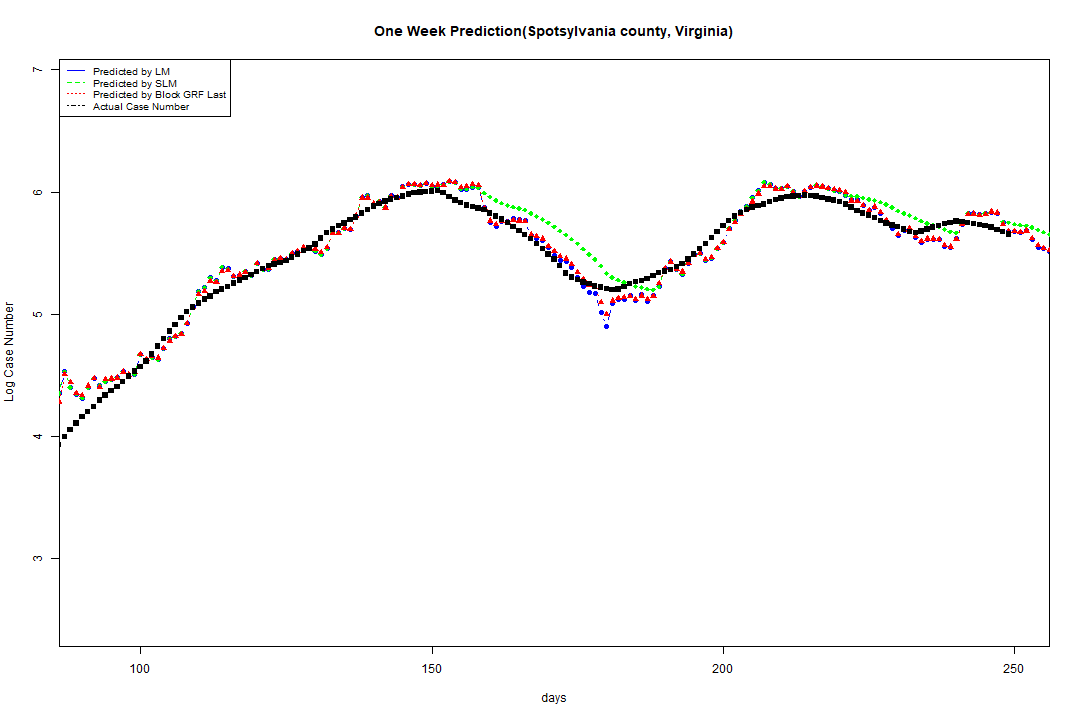 One Week Prediction(Spotsylvania county, Virginia)
Predicted by LM
Predicted by SLM
Predicted by Block GRF Last
Actual Case Number
Log Case Number
7
6
5
4
3
100
150
200
250
days